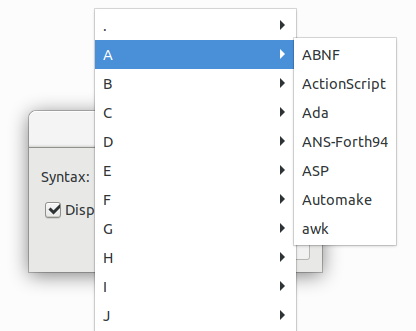 .
A
B
C
D
E
F
G
H
I
J
ABNF
ActionScript
Ada
ANS-Forth94
ASP
Automake
awk
Syntax:
Disp